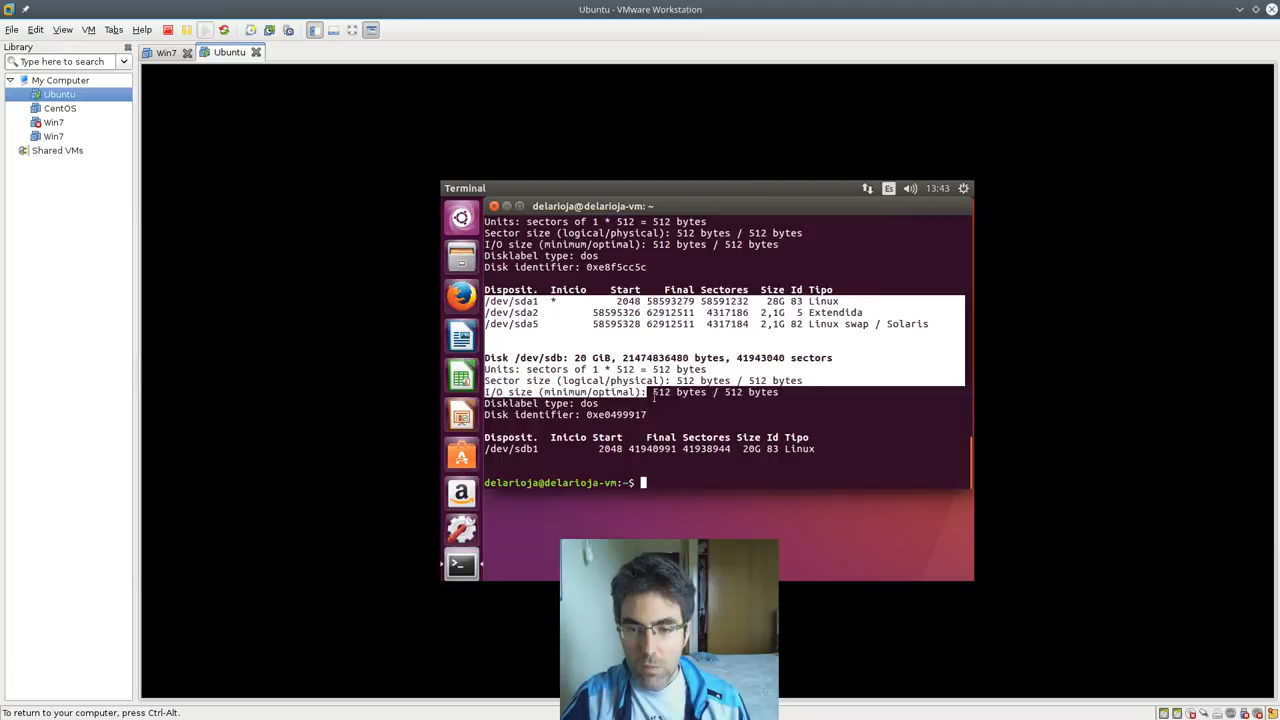 Ubuntu - VMware Workstation
File Edit View VM Tabs Help
Library
Type here to search
My Computer
Ubuntu
CentOS
Win7
Win7
Shared VMs
Win7 Ubuntu
Terminal Es 13:43
delarioja@delarioja-vm: ~
Units: sectors of 1 * 512 = 512 bytes
Sector size (logical/physical): 512 bytes / 512 bytes
I/O size (minimum/optimal): 512 bytes / 512 bytes
Disklabel type: dos
Disk identifier: 0xe8f5cc5c
Disposit. Inicio Start Final Sectores Size Id Tipo
/dev/sda1 * 2048 58593279 58591232 28G 83 Linux
/dev/sda2 58595326 62912511 4317186 2,1G 5 Extendida
/dev/sda5 58595328 62912511 4317184 2,1G 82 Linux swap / Solaris
Disk /dev/sdb: 20 GiB, 21474836480 bytes, 41943040 sectors
Units: sectors of 1 * 512 = 512 bytes
Sector size (logical/physical): 512 bytes / 512 bytes
I/O size (minimum/optimal): 512 bytes / 512 bytes
Disklabel type: dos
Disk identifier: 0xe0499917
Disposit. Inicio Start Final Sectores Size Id Tipo
/dev/sdb1 2048 41940991 41938944 20G 83 Linux
delarioja@delarioja-vm:~$
To return to your computer, press Ctrl-Alt.